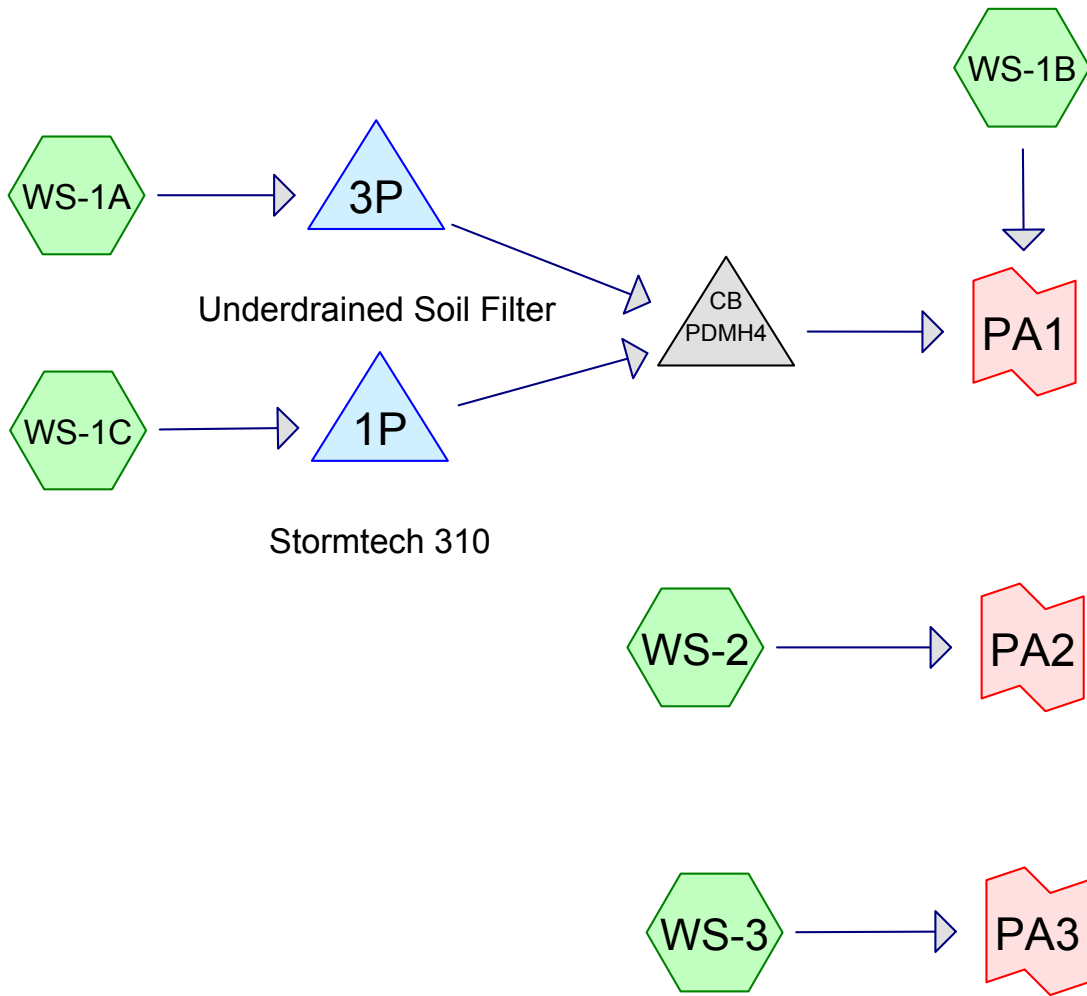 WS-1B
WS-1A
3P
Underdrained Soil Filter
CB
PDMH4
PA1
WS-1C
1P
Stormtech 310
WS-2
PA2
WS-3
PA3